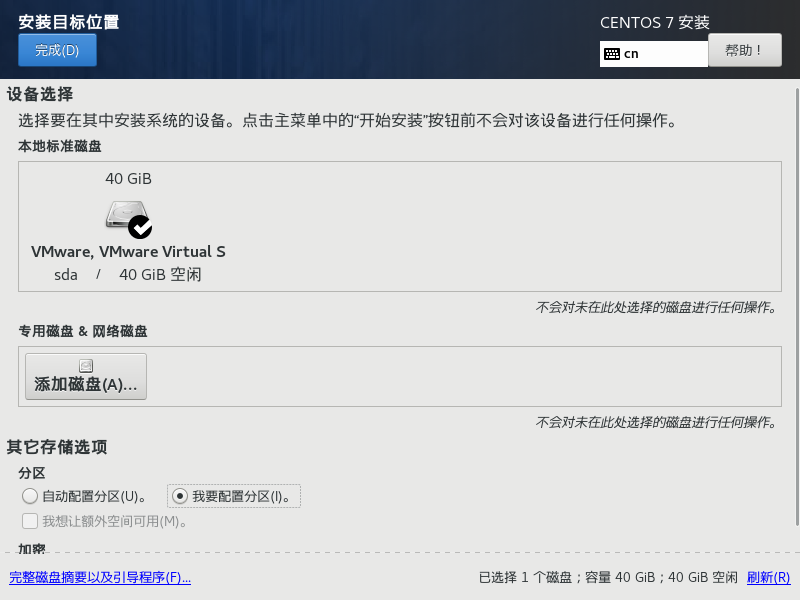 安装目标位置
CENTOS 7 安装
完成(D)
cn
帮助！
设备选择
选择要在其中安装系统的设备。点击主菜单中的“开始安装”按钮前不会对该设备进行任何操作。
本地标准磁盘
40 GiB
VMware, VMware Virtual S
sda / 40 GiB 空闲
不会对未在此处选择的磁盘进行任何操作。
专用磁盘 & 网络磁盘
添加磁盘(A)...
不会对未在此处选择的磁盘进行任何操作。
其它存储选项
分区
自动配置分区(U)。 我要配置分区(I)。
我想让额外空间可用(M)。
加密
完整磁盘摘要以及引导程序(F)...
已选择 1 个磁盘；容量 40 GiB；40 GiB 空闲 刷新(R)